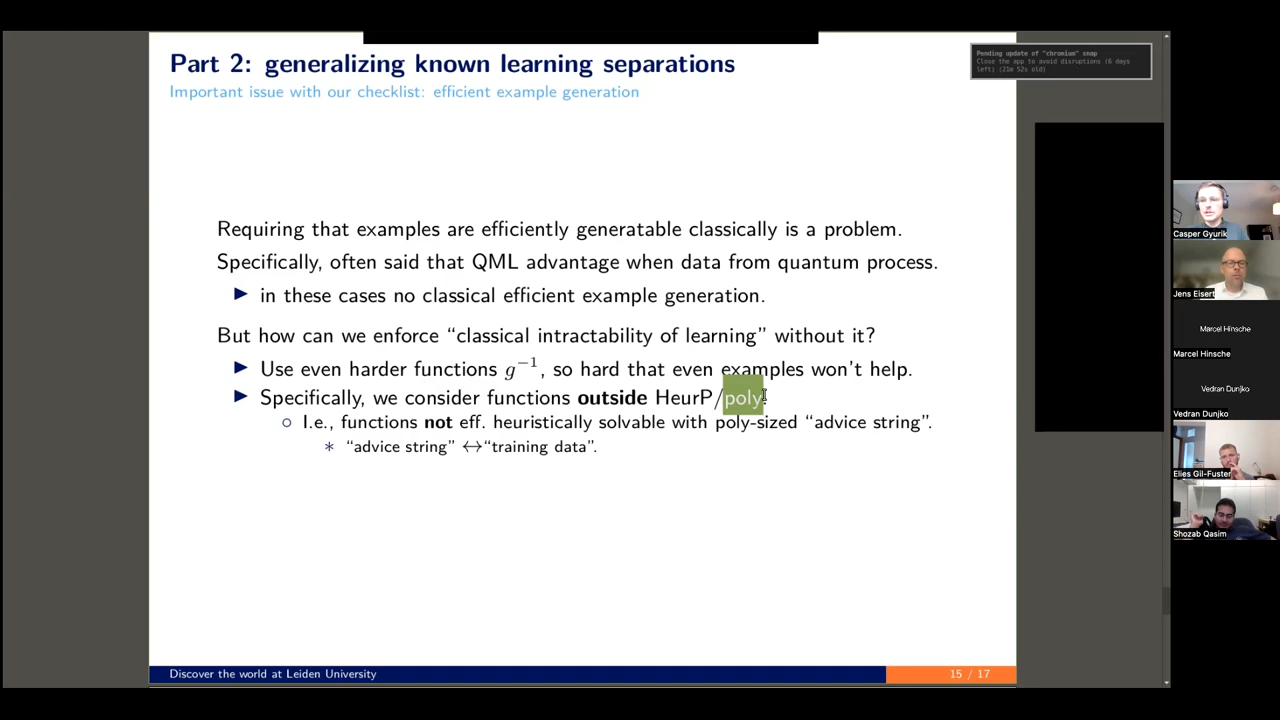 Part 2: generalizing known learning separations
Important issue with our checklist: efficient example generation
Pending update of "chromium" snap
Close the app to avoid disruptions (6 days
left) (21m 52s old)
Requiring that examples are efficiently generatable classically is a problem.
Specifically, often said that QML advantage when data from quantum process.
▶ in these cases no classical efficient example generation.
But how can we enforce “classical intractability of learning” without it?
▶ Use even harder functions g⁻¹, so hard that even examples won't help.
▶ Specifically, we consider functions outside HeurP/poly.
○ I.e., functions not eff. heuristically solvable with poly-sized “advice string”.
∗ “advice string” ↔“training data”.
Discover the world at Leiden University
15 / 17
Casper Gyurik
Jens Eisert
Marcel Hinsche
Marcel Hinsche
Vedran Dunjko
Vedran Dunjko
Elies Gil-Fuster
Shozab Qasim